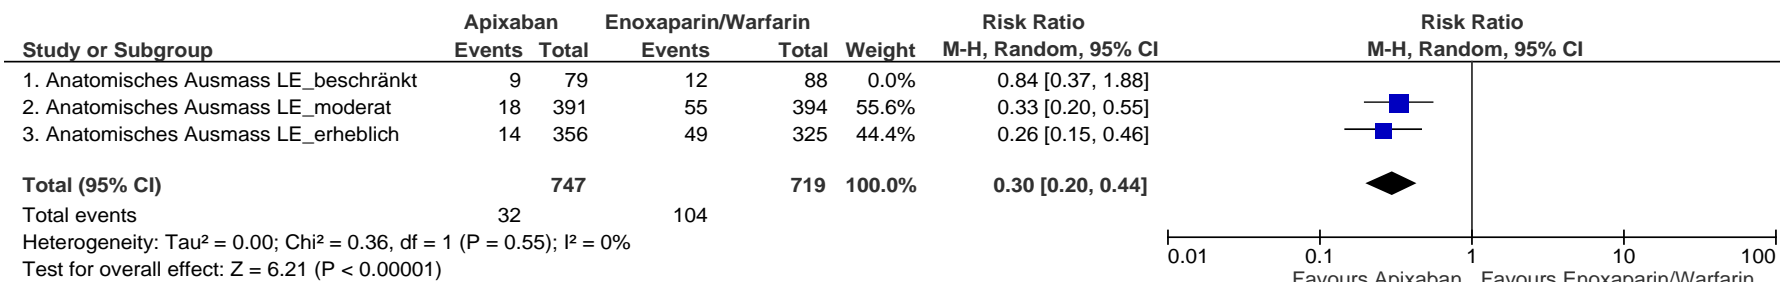 Apixaban Enoxaparin/Warfarin Risk Ratio Risk Ratio
Study or Subgroup Events Total Events Total Weight M-H, Random, 95% CI M-H, Random, 95% CI
1. Anatomisches Ausmass LE_beschränkt 9 79 12 88 0.0% 0.84 [0.37, 1.88]
2. Anatomisches Ausmass LE_moderat 18 391 55 394 55.6% 0.33 [0.20, 0.55]
3. Anatomisches Ausmass LE_erheblich 14 356 49 325 44.4% 0.26 [0.15, 0.46]
Total (95% CI) 747 719 100.0% 0.30 [0.20, 0.44]
Total events 32 104
Heterogeneity: Tau² = 0.00; Chi² = 0.36, df = 1 (P = 0.55); I² = 0%
Test for overall effect: Z = 6.21 (P < 0.00001)
0.01 0.1 1 10 100
Favours Apixaban Favours Enoxaparin/Warfarin